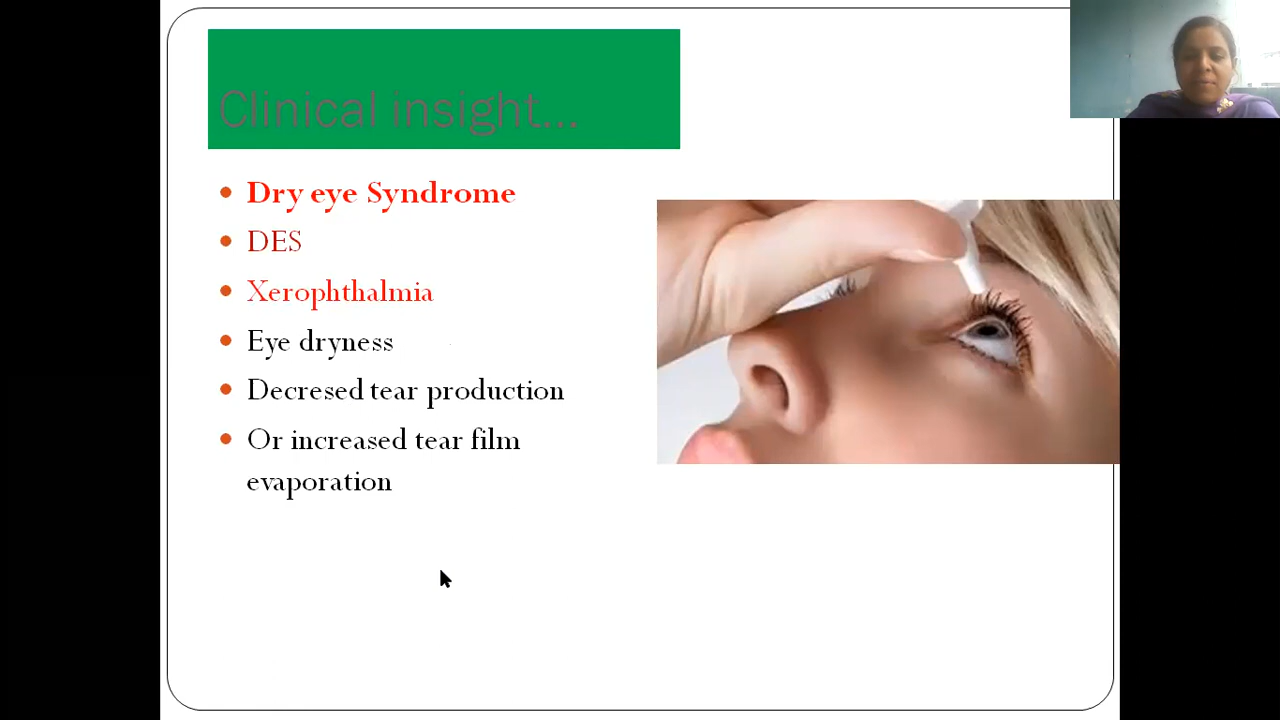 Clinical insight...
Dry eye Syndrome
DES
Xerophthalmia
Eye dryness
Decresed tear production
Or increased tear film
evaporation